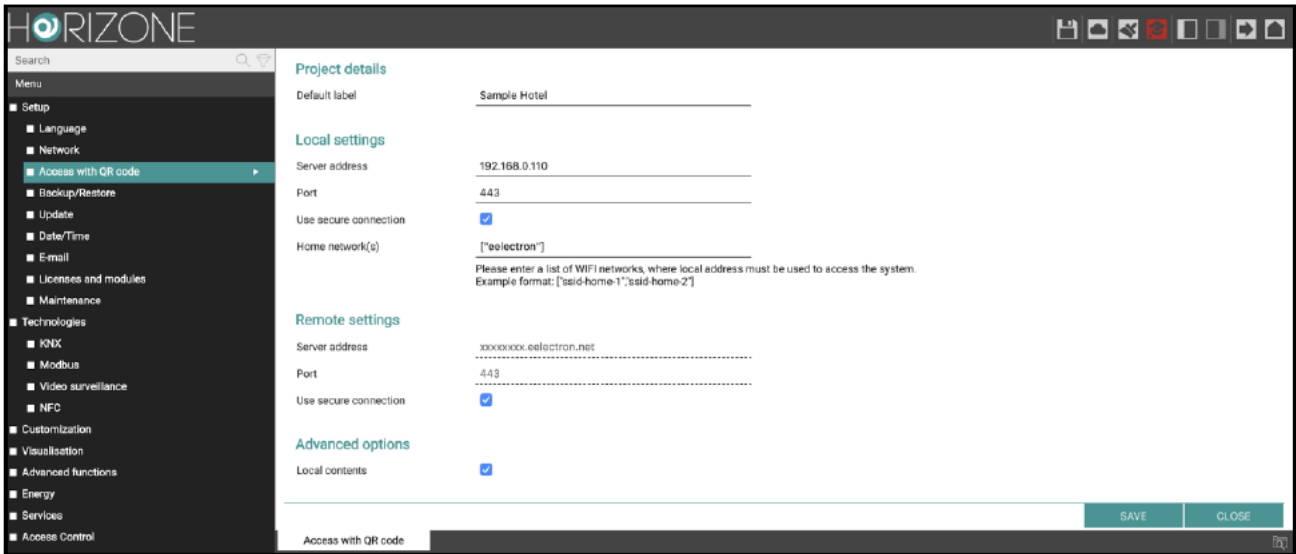 HORIZONE
Search
Menu
Setup
Language
Network
Access with QR code
Backup/Restore
Update
Date/Time
E-mail
Licenses and modules
Maintenance
Technologies
KNX
Modbus
Video surveillance
NFC
Customization
Visualisation
Advanced functions
Energy
Services
Access Control
Project details
Default label Sample Hotel
Local settings
Server address 192.168.0.110
Port 443
Use secure connection
Home network(s) ["eelectron"]
Please enter a list of WIFI networks, where local address must be used to access the system.
Example format: ["ssid-home-1","ssid-home-2"]
Remote settings
Server address xxxxxxxx.eelectron.net
Port 443
Use secure connection
Advanced options
Local contents
SAVE CLOSE
Access with QR code